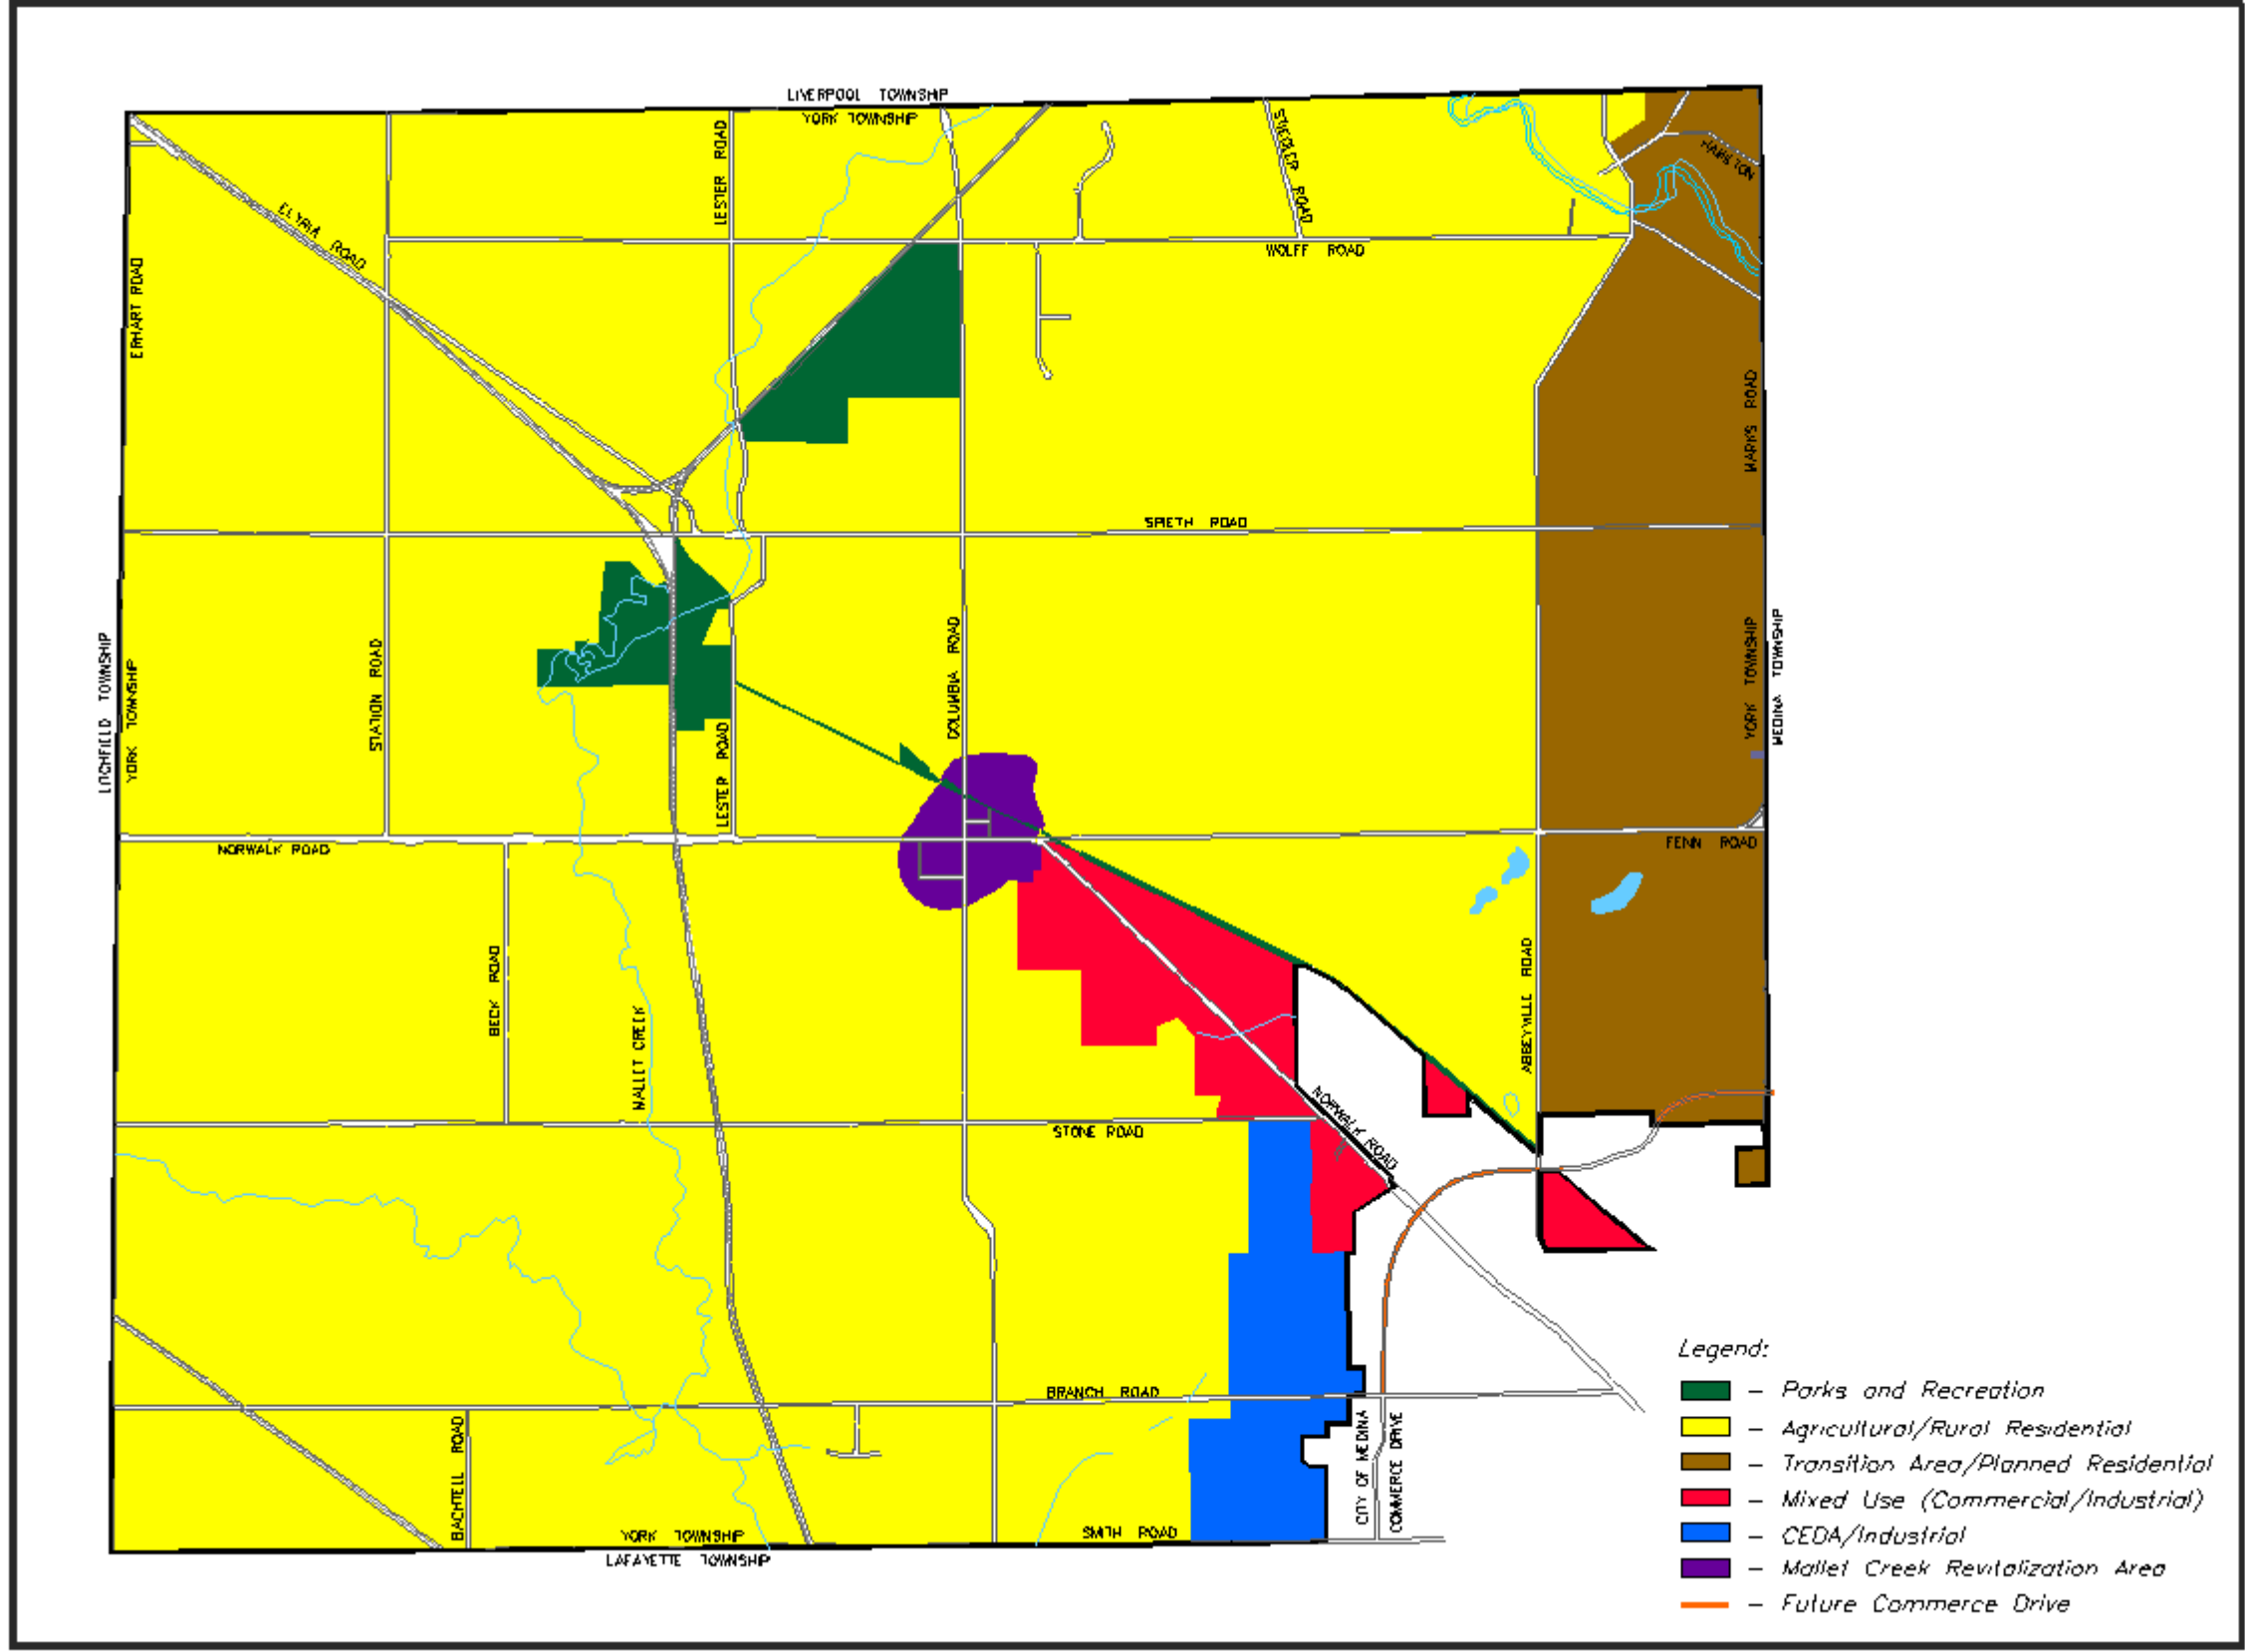 LIVERPOOL TOWNSHIP
YORK TOWNSHIP
LESTER ROAD
STIEGLER ROAD
HAMILTON
ELYRIA ROAD
ERHART ROAD
WOLFF ROAD
MARKS ROAD
SPIETH ROAD
LITCHFIELD TOWNSHIP
YORK TOWNSHIP
STATION ROAD
COLUMBIA ROAD
YORK TOWNSHIP
MEDINA TOWNSHIP
LESTER ROAD
NORWALK ROAD
FENN ROAD
BECK ROAD
MALLET CREEK
ABBEYVILLE ROAD
NORWALK ROAD
STONE ROAD
BRANCH ROAD
BACHTELL ROAD
CITY OF MEDINA
COMMERCE DRIVE
YORK TOWNSHIP
SMITH ROAD
LAFAYETTE TOWNSHIP
Legend:
– Parks and Recreation
– Agricultural/Rural Residential
– Transition Area/Planned Residential
– Mixed Use (Commercial/Industrial)
– CEDA/Industrial
– Mallet Creek Revitalization Area
– Future Commerce Drive